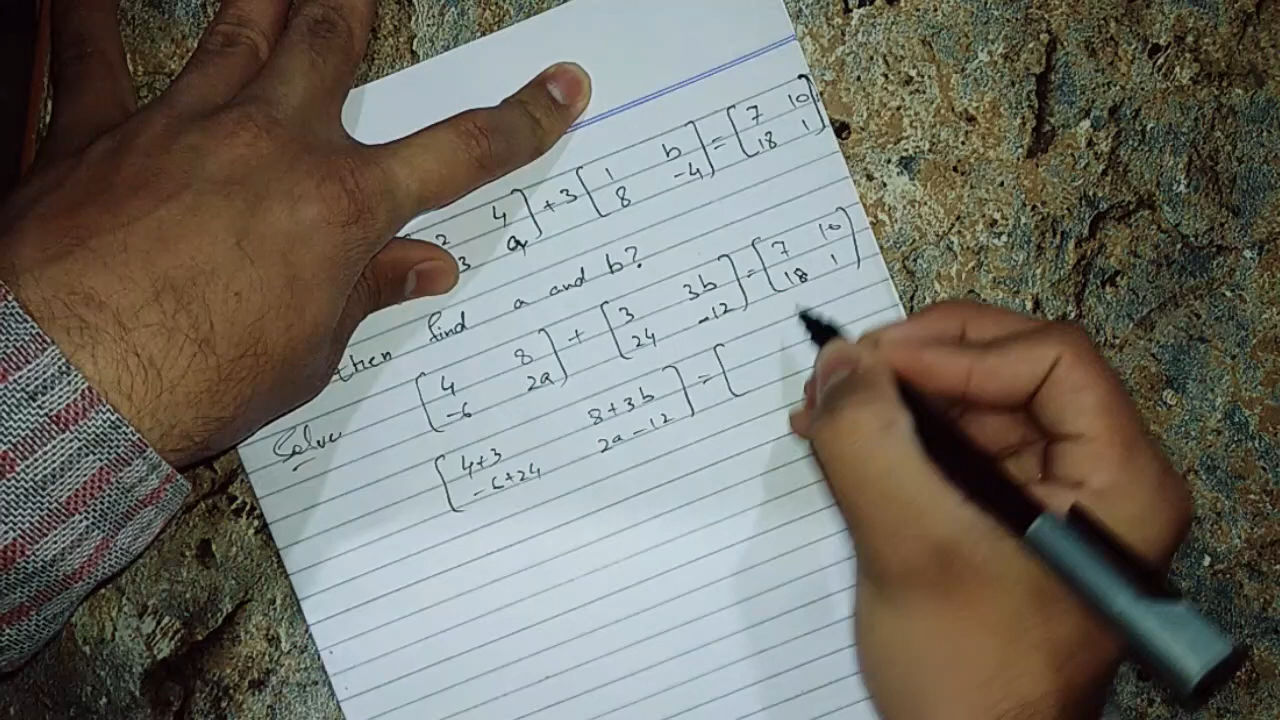 2 4 ] + 3 [ 1 b ] = [ 7 10 ]
3 a ] [ 8 -4 ] [ 18 1 ]
then find a and b?
Solve [ 4 8 ] + [ 3 3b ] = [ 7 10 ]
[ -6 2a ] [ 24 -12 ] [ 18 1 ]
[ 4+3 8+3b ] = [
[ -6+24 2a-12 ]